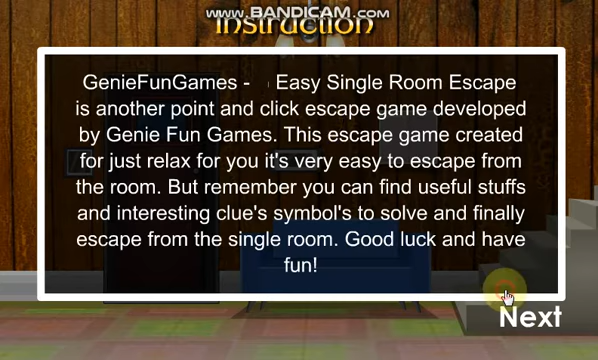 www.BANDICAM.com
instruction
GenieFunGames - Easy Single Room Escape
is another point and click escape game developed
by Genie Fun Games. This escape game created
for just relax for you it's very easy to escape from
the room. But remember you can find useful stuffs
and interesting clue's symbol's to solve and finally
escape from the single room. Good luck and have
fun!
Next